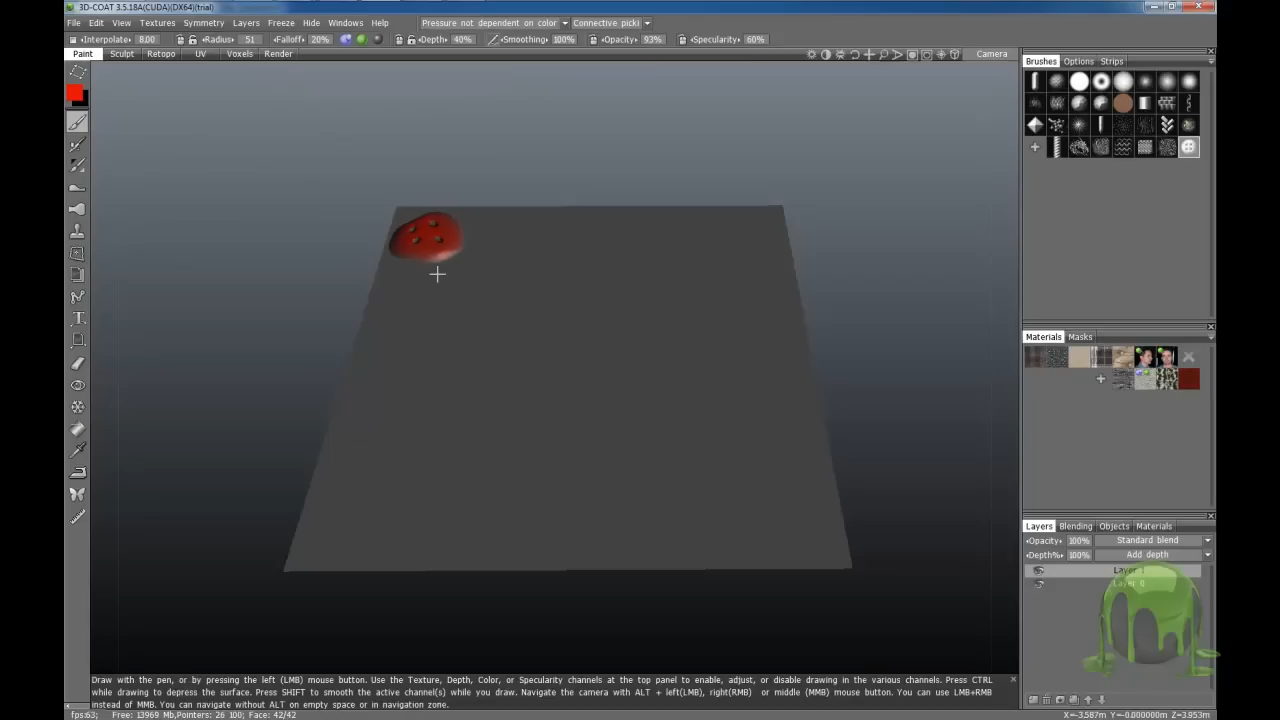 3D-COAT 3.5.18A(CUDA)(DX64)(trial)
File Edit View Textures Symmetry Layers Freeze Hide Windows Help Pressure not dependent on color Connective picki
Interpolate 8.00 Radius 51 Falloff 20% Depth 40% Smoothing 100% Opacity 93% Specularity 60%
Paint Sculpt Retopo UV Voxels Render Camera
Brushes Options Strips
Materials Masks
Layers Blending Objects Materials
Opacity 100% Standard blend
Depth% 100% Add depth
Layer
Layer 0
Draw with the pen, or by pressing the left (LMB) mouse button. Use the Texture, Depth, Color, or Specularity channels at the top panel to enable, adjust, or disable drawing in the various channels. Press CTRL
while drawing to depress the surface. Press SHIFT to smooth the active channel(s) while you draw. Navigate the camera with ALT + left(LMB), right(RMB) or middle (MMB) mouse button. You can use LMB+RMB
instead of MMB. You can navigate without ALT on empty space or in navigation zone.
fps:63; Free: 13969 Mb,Pointers: 26 100; Face: 42/42 X=-3.587m Y=-0.000000m Z=3.953m